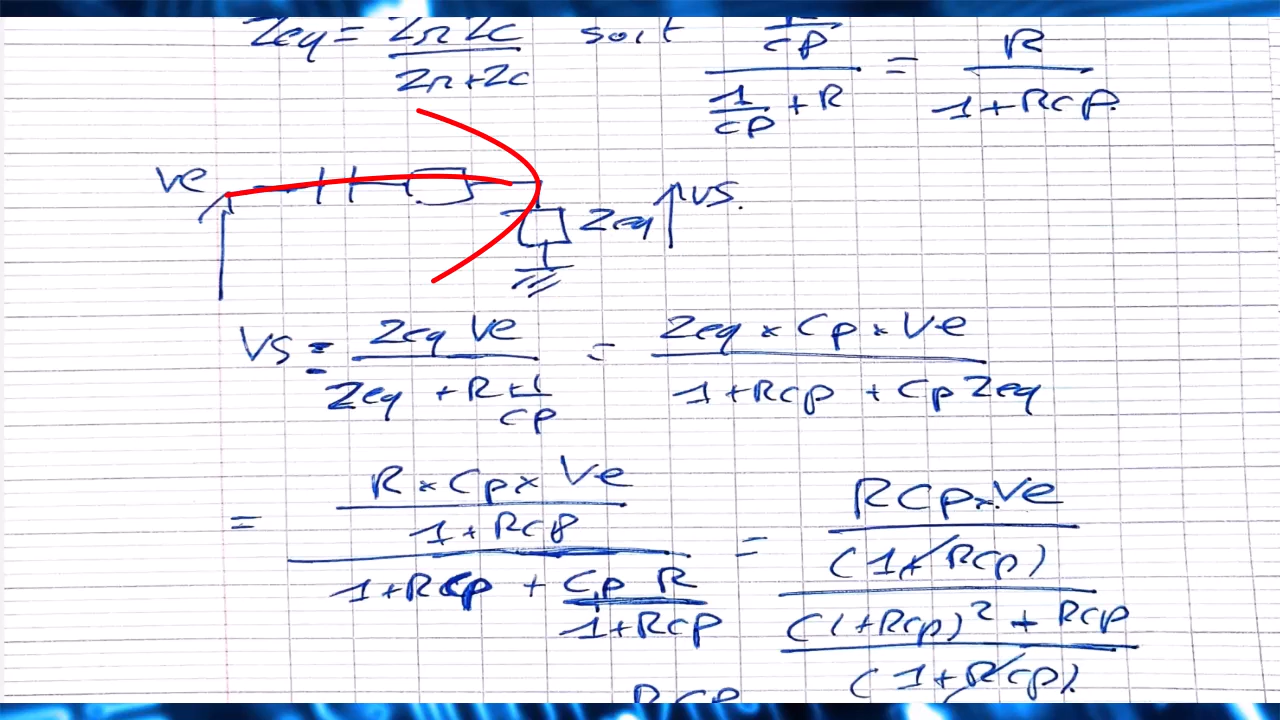 Zeq = ZR ZC / ZR + ZC soit 1/Cp / 1/Cp + R = R / 1 + RCp
Ve
Zeq Vs
Vs = Zeq Ve / Zeq + R + 1/Cp = Zeq × Cp × Ve / 1 + RCp + Cp Zeq
= R × Cp × Ve / 1 + RCp / 1 + RCp + Cp R / 1 + RCp = RCp × Ve / (1 + RCp) / (1 + RCp)² + RCp / (1 + RCp)
RCP